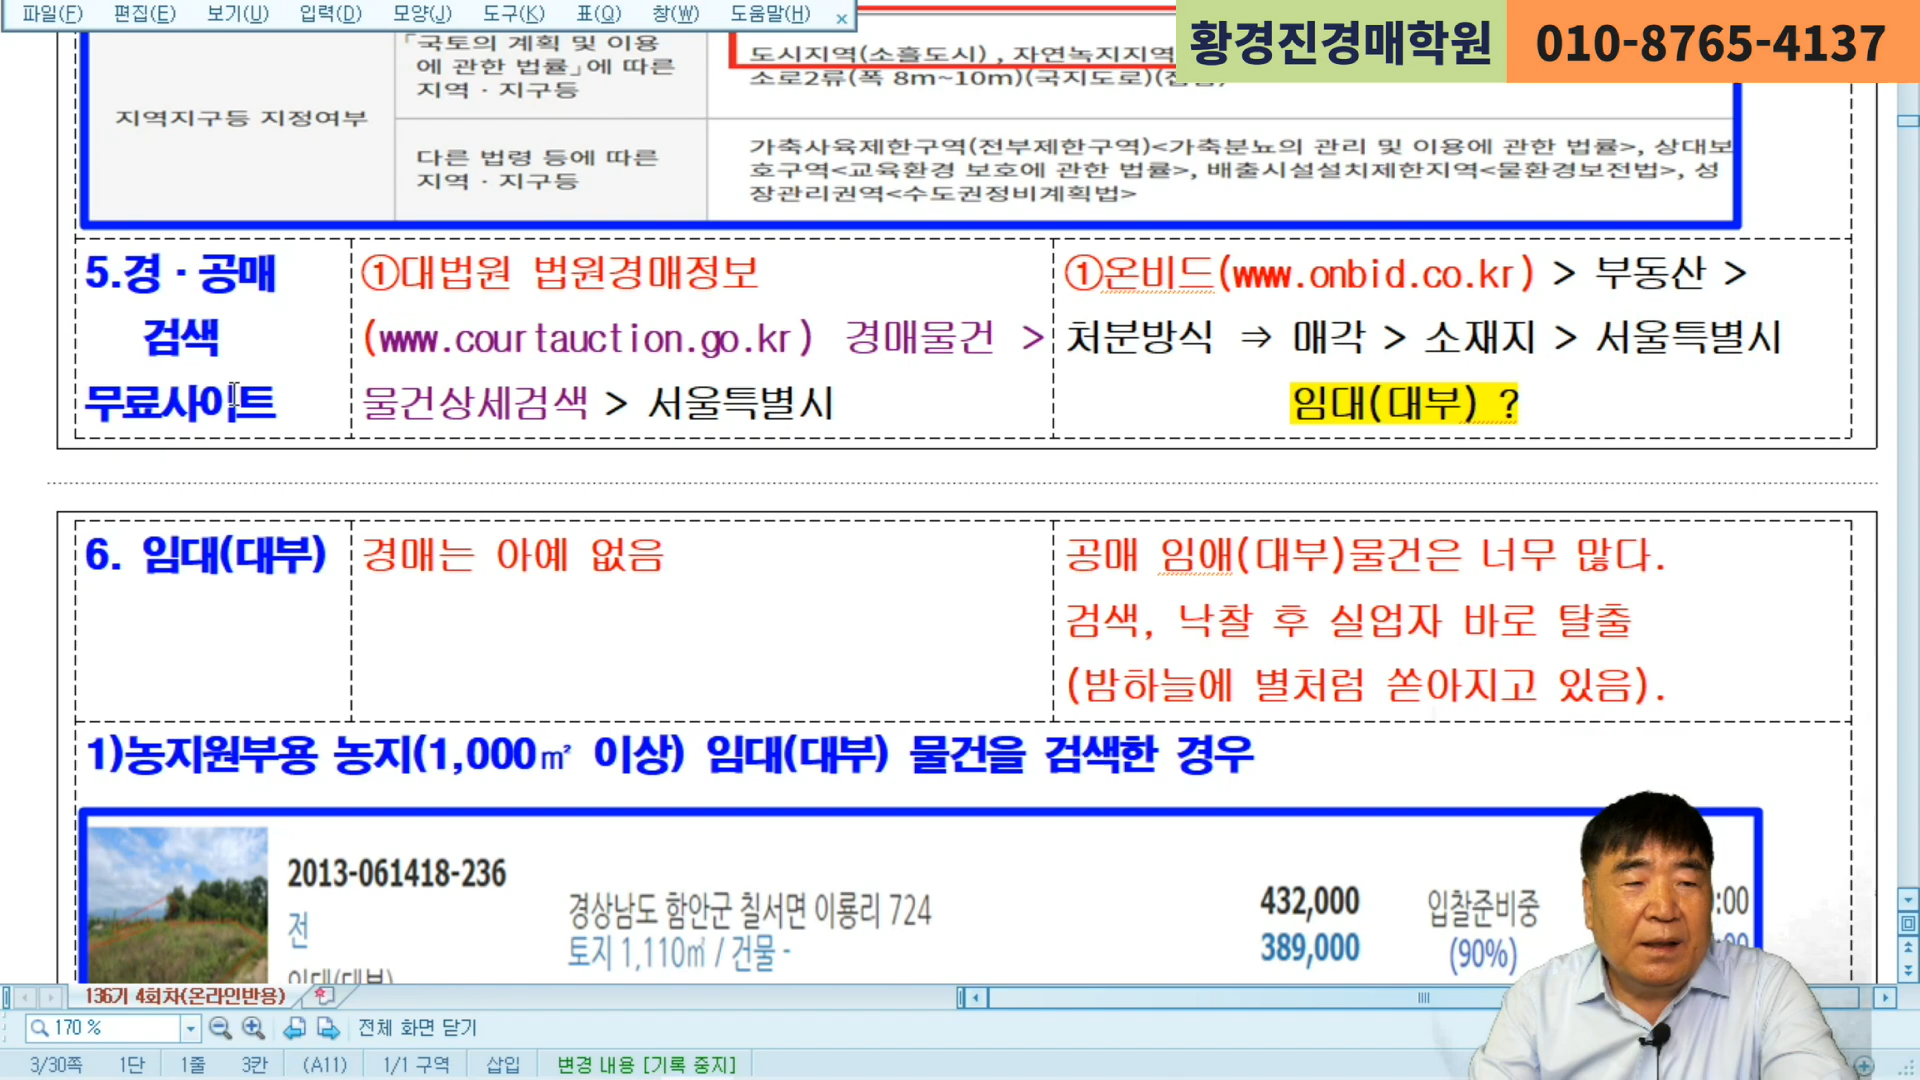 파일(F) 편집(E) 보기(U) 입력(D) 모양(J) 도구(K) 표(Q) 창(W) 도움말(H)
황경진경매학원 010-8765-4137
지역지구등 지정여부
「국토의 계획 및 이용
에 관한 법률」에 따른
지역 · 지구등
도시지역(소흘도시) , 자연녹지지역
소로2류(폭 8m~10m)(국지도로)(접함)
다른 법령 등에 따른
지역 · 지구등
가축사육제한구역(전부제한구역)<가축분뇨의 관리 및 이용에 관한 법률>, 상대보
호구역<교육환경 보호에 관한 법률>, 배출시설설치제한지역<물환경보전법>, 성
장관리권역<수도권정비계획법>
5.경 · 공매
검색
무료사이트
①대법원 법원경매정보
(www.courtauction.go.kr) 경매물건 >
물건상세검색 > 서울특별시
①온비드(www.onbid.co.kr) > 부동산 >
처분방식 ⇒ 매각 > 소재지 > 서울특별시
임대(대부) ?
6. 임대(대부)
경매는 아예 없음
공매 임애(대부)물건은 너무 많다.
검색, 낙찰 후 실업자 바로 탈출
(밤하늘에 별처럼 쏟아지고 있음).
1)농지원부용 농지(1,000㎡ 이상) 임대(대부) 물건을 검색한 경우
2013-061418-236
전
임대(대부)
경상남도 함안군 칠서면 이룡리 724
토지 1,110㎡ / 건물 -
432,000
389,000
입찰준비중
(90%)
:00
136기 4회차(온라인반용)
170 %
전체 화면 닫기
3/30쪽 1단 1줄 3칸 (A11) 1/1 구역 삽입 변경 내용 [기록 중지]